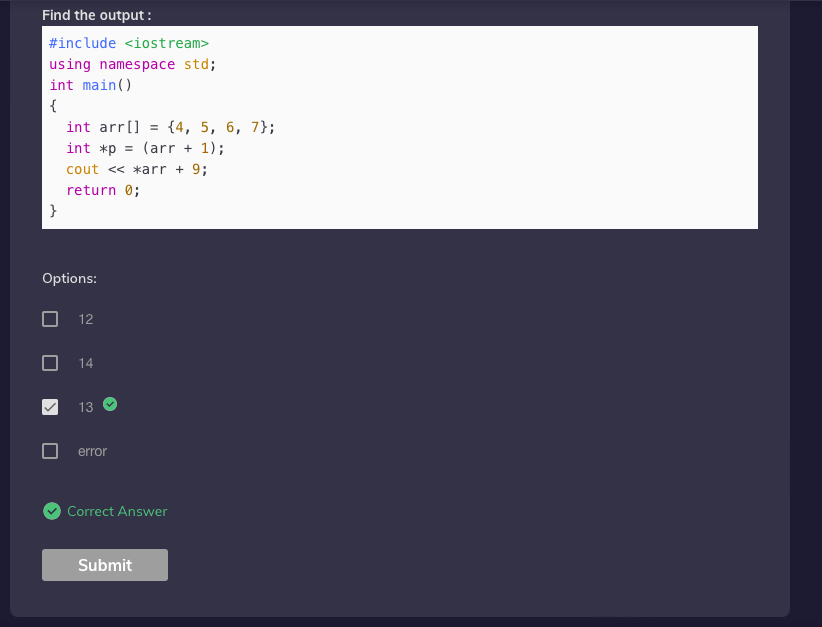 Find the output :
#include <iostream>
using namespace std;
int main()
{
  int arr[] = {4, 5, 6, 7};
  int *p = (arr + 1);
  cout << *arr + 9;
  return 0;
}
Options:
12
14
13
error
Correct Answer
Submit